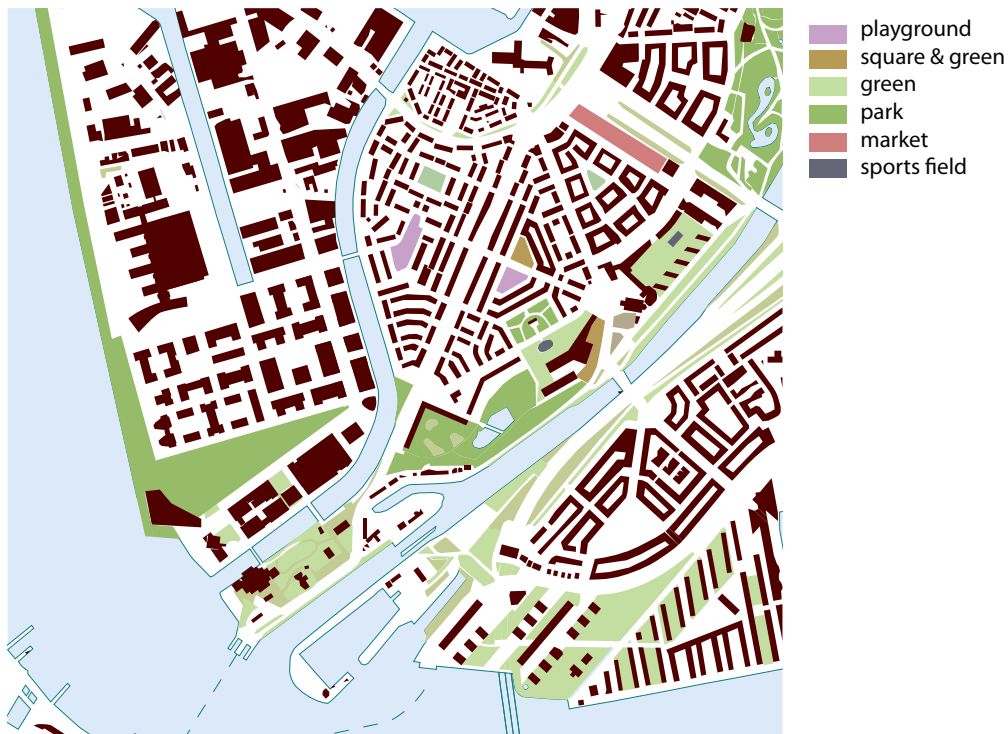 playground
square & green
green
park
market
sports field